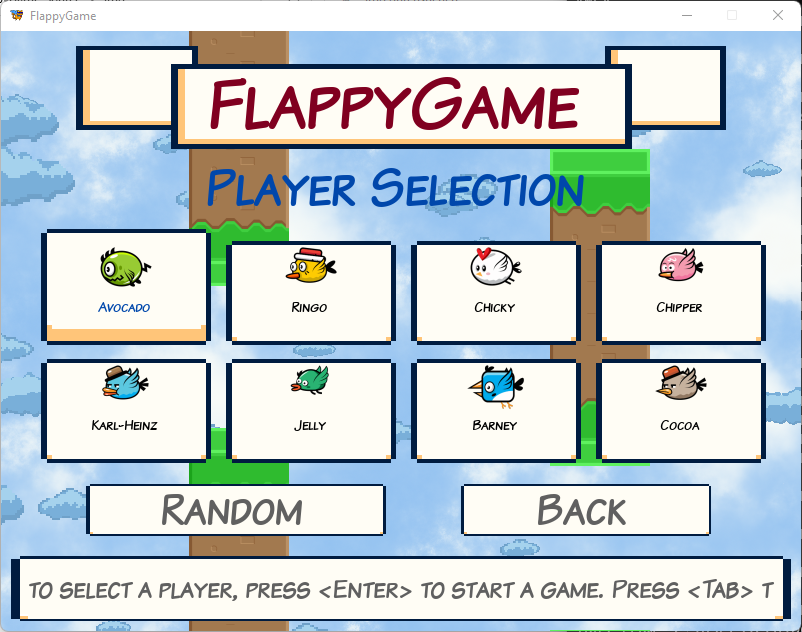 FlappyGame
FlappyGame
Player Selection
Avocado
Ringo
Chicky
Chipper
Karl-Heinz
Jelly
Barney
Cocoa
Random
Back
to select a player, press <Enter> to start a game. Press <Tab> t